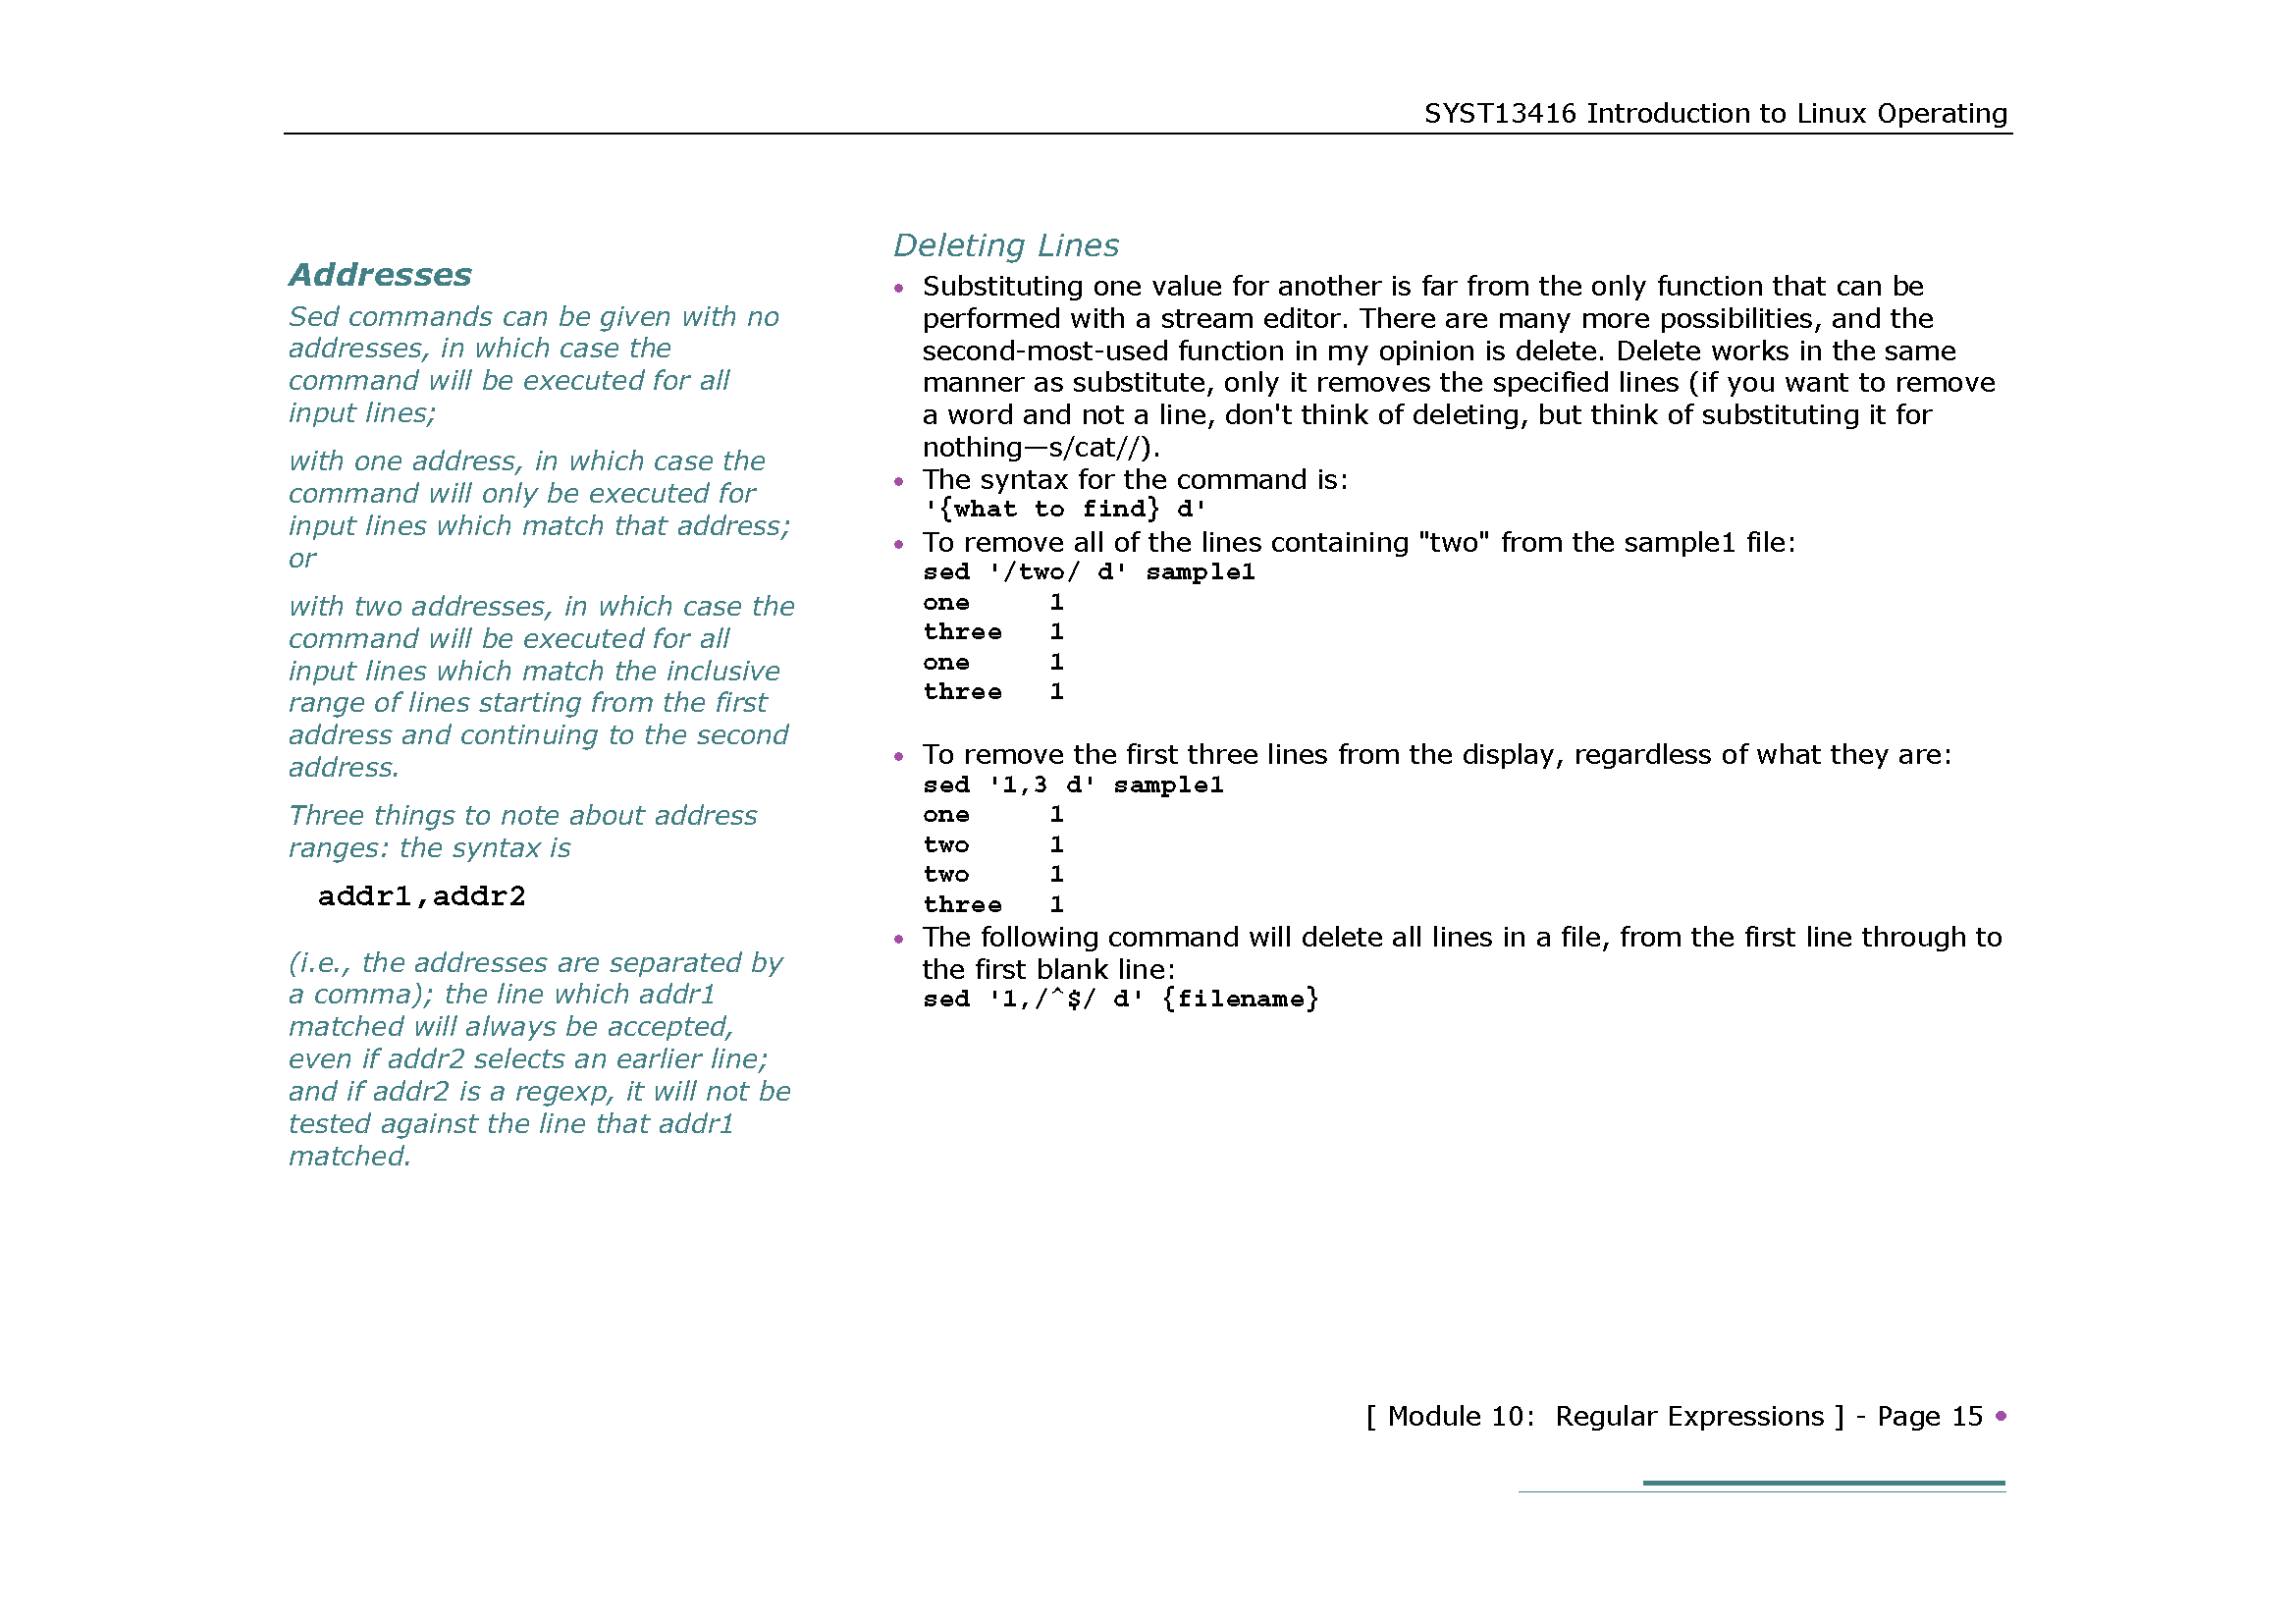 SYST13416 Introduction to Linux Operating
Addresses
Sed commands can be given with no
addresses, in which case the
command will be executed for all
input lines;
with one address, in which case the
command will only be executed for
input lines which match that address;
or
with two addresses, in which case the
command will be executed for all
input lines which match the inclusive
range of lines starting from the first
address and continuing to the second
address.
Three things to note about address
ranges: the syntax is
addr1,addr2
(i.e., the addresses are separated by
a comma); the line which addr1
matched will always be accepted,
even if addr2 selects an earlier line;
and if addr2 is a regexp, it will not be
tested against the line that addr1
matched.
Deleting Lines
• Substituting one value for another is far from the only function that can be
performed with a stream editor. There are many more possibilities, and the
second-most-used function in my opinion is delete. Delete works in the same
manner as substitute, only it removes the specified lines (if you want to remove
a word and not a line, don't think of deleting, but think of substituting it for
nothing—s/cat//).
• The syntax for the command is:
'{what to find} d'
• To remove all of the lines containing "two" from the sample1 file:
sed '/two/ d' sample1
one 1
three 1
one 1
three 1
• To remove the first three lines from the display, regardless of what they are:
sed '1,3 d' sample1
one 1
two 1
two 1
three 1
• The following command will delete all lines in a file, from the first line through to
the first blank line:
sed '1,/^$/ d' {filename}
[ Module 10: Regular Expressions ] - Page 15 •